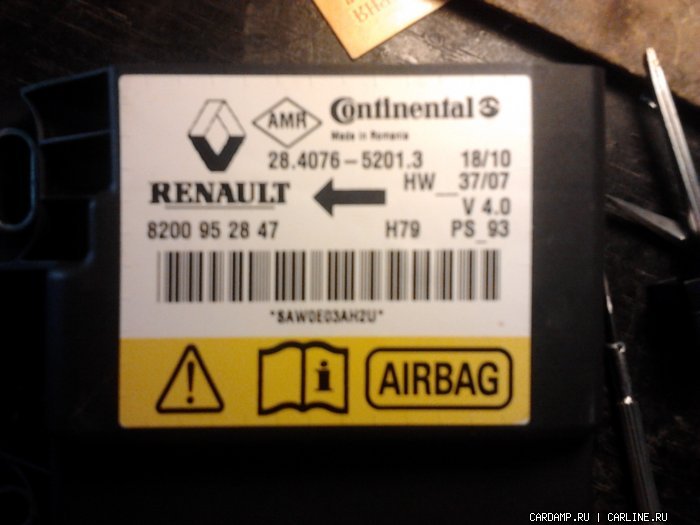 AMR
Continental
Made in Romania
28.4076-5201.3 18/10
RENAULT HW__37/07
V 4.0
8200 95 28 47 H79 PS_93
*SAW0E03AH2U*
AIRBAG
CARDAMP.RU | CARLINE.RU